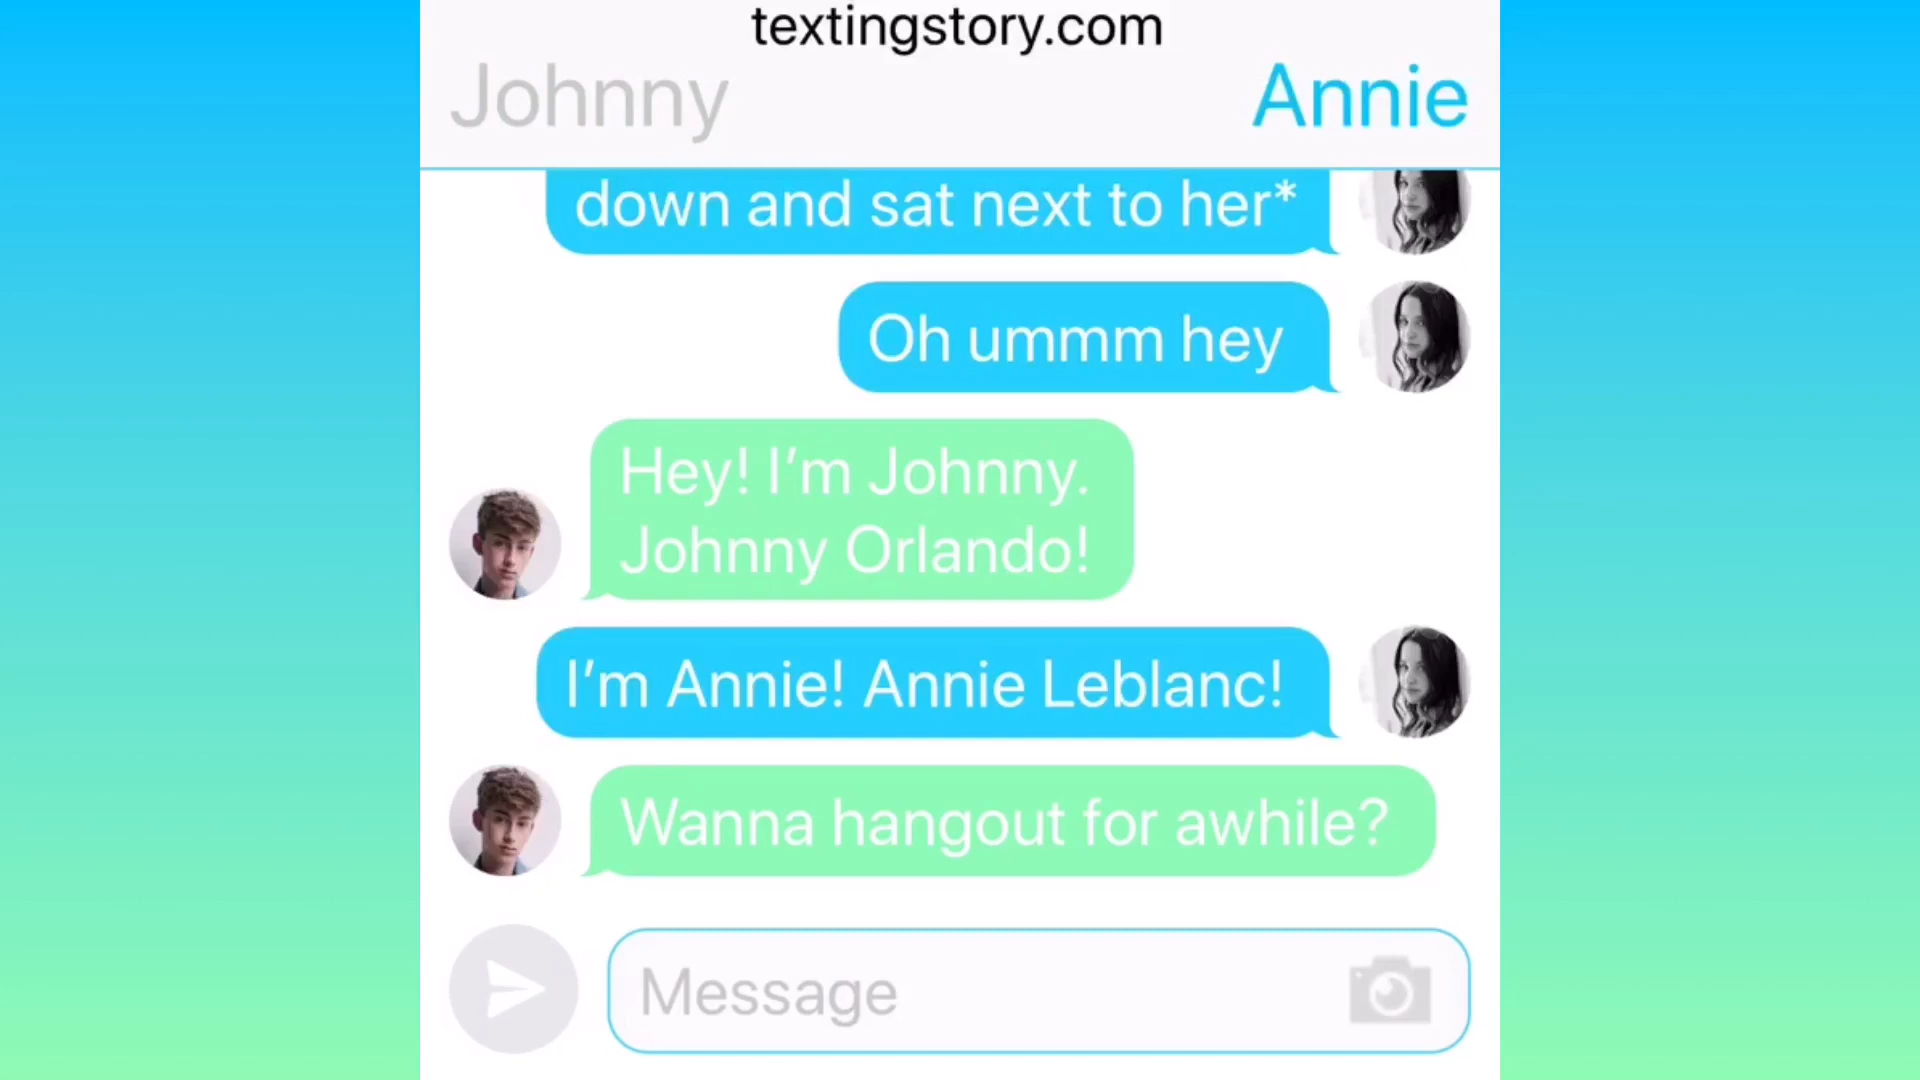 textingstory.com
Johnny
Annie
down and sat next to her*
Oh ummm hey
Hey! I’m Johnny.
Johnny Orlando!
I’m Annie! Annie Leblanc!
Wanna hangout for awhile?
Message